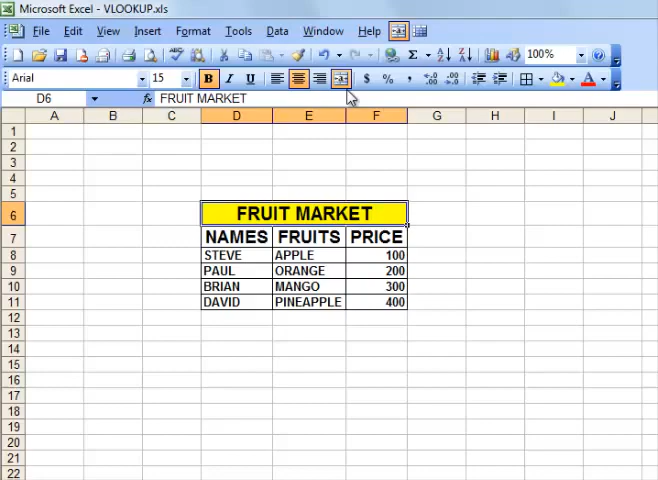 Microsoft Excel - VLOOKUP.xls
File Edit View Insert Format Tools Data Window Help
100%
Arial 15 B I U $ % ,
D6 fx FRUIT MARKET
A B C D E F G H I J
1
2
3
4
5
6 FRUIT MARKET
7 NAMES FRUITS PRICE
8 STEVE APPLE 100
9 PAUL ORANGE 200
10 BRIAN MANGO 300
11 DAVID PINEAPPLE 400
12
13
14
15
16
17
18
19
20
21
22